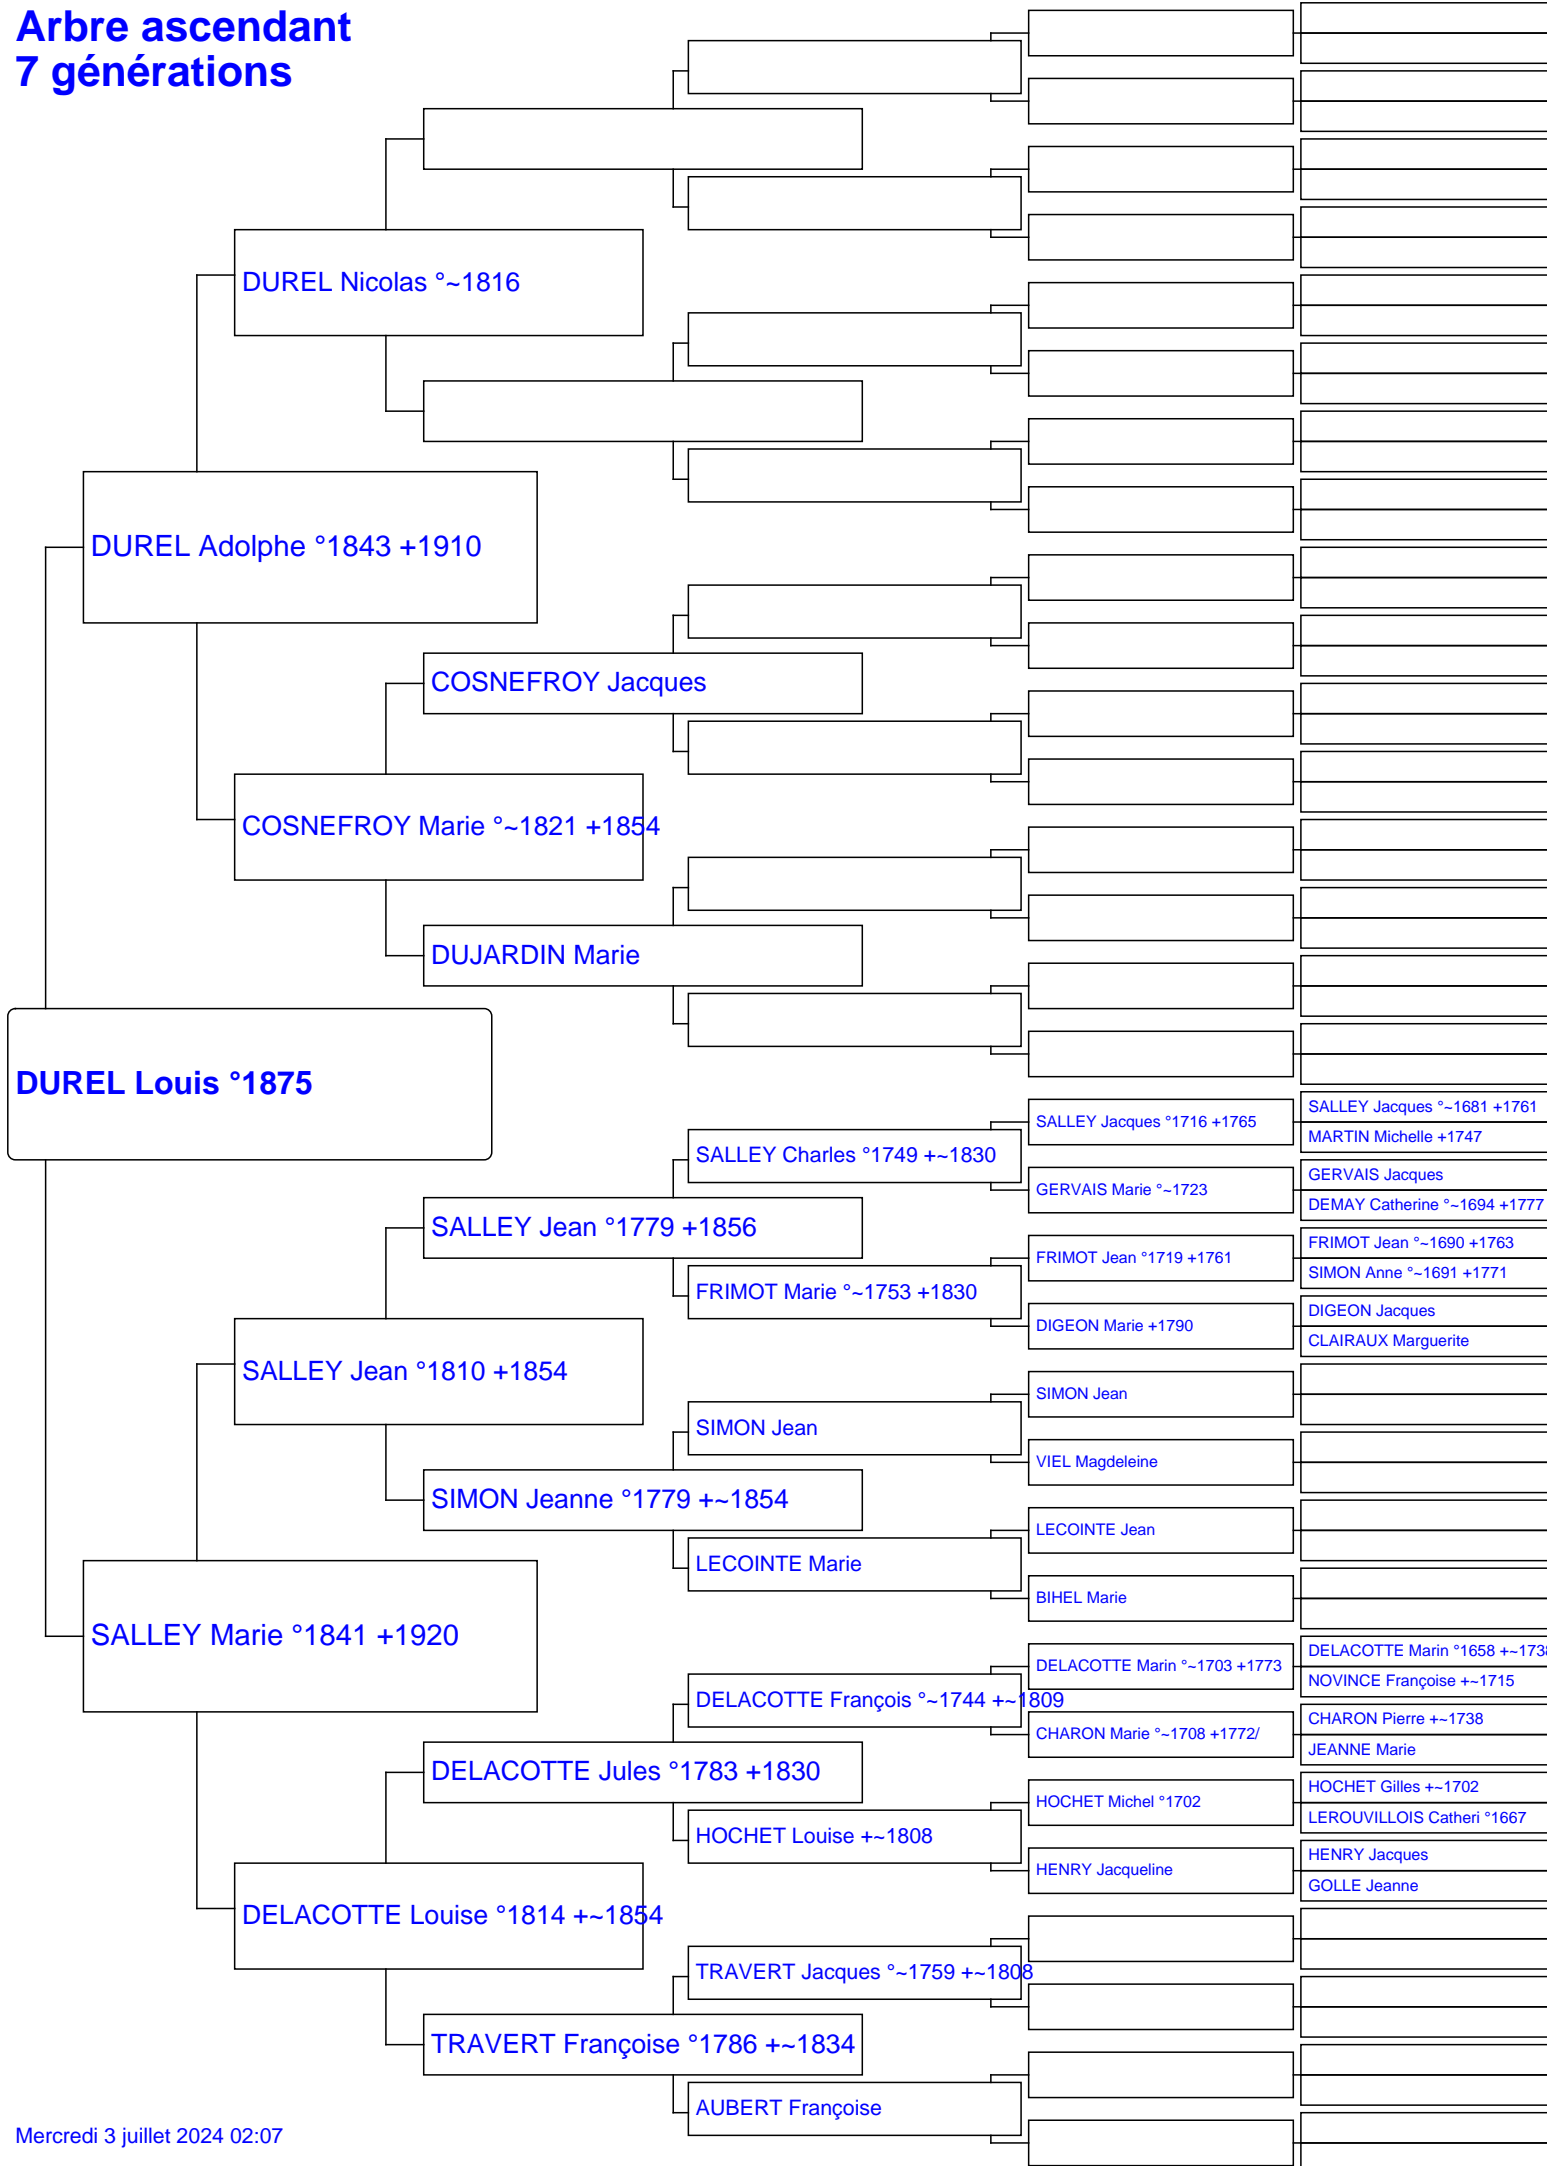 Arbre ascendant
7 générations
DUREL Nicolas °~1816
DUREL Adolphe °1843 +1910
COSNEFROY Jacques
COSNEFROY Marie °~1821 +1854
DUJARDIN Marie
DUREL Louis °1875
SALLEY Jacques °~1681 +1761
SALLEY Jacques °1716 +1765
MARTIN Michelle +1747
SALLEY Charles °1749 +~1830
GERVAIS Jacques
GERVAIS Marie °~1723
DEMAY Catherine °~1694 +1777
SALLEY Jean °1779 +1856
FRIMOT Jean °~1690 +1763
FRIMOT Jean °1719 +1761
SIMON Anne °~1691 +1771
FRIMOT Marie °~1753 +1830
DIGEON Jacques
DIGEON Marie +1790
CLAIRAUX Marguerite
SALLEY Jean °1810 +1854
SIMON Jean
SIMON Jean
VIEL Magdeleine
SIMON Jeanne °1779 +~1854
LECOINTE Jean
LECOINTE Marie
BIHEL Marie
SALLEY Marie °1841 +1920
DELACOTTE Marin °1658 +~1738
DELACOTTE Marin °~1703 +1773
NOVINCE Françoise +~1715
DELACOTTE François °~1744 +~1809
CHARON Pierre +~1738
CHARON Marie °~1708 +1772/
JEANNE Marie
DELACOTTE Jules °1783 +1830
HOCHET Gilles +~1702
HOCHET Michel °1702
LEROUVILLOIS Catheri °1667
HOCHET Louise +~1808
HENRY Jacques
HENRY Jacqueline
GOLLE Jeanne
DELACOTTE Louise °1814 +~1854
TRAVERT Jacques °~1759 +~1808
TRAVERT Françoise °1786 +~1834
AUBERT Françoise
Mercredi 3 juillet 2024 02:07